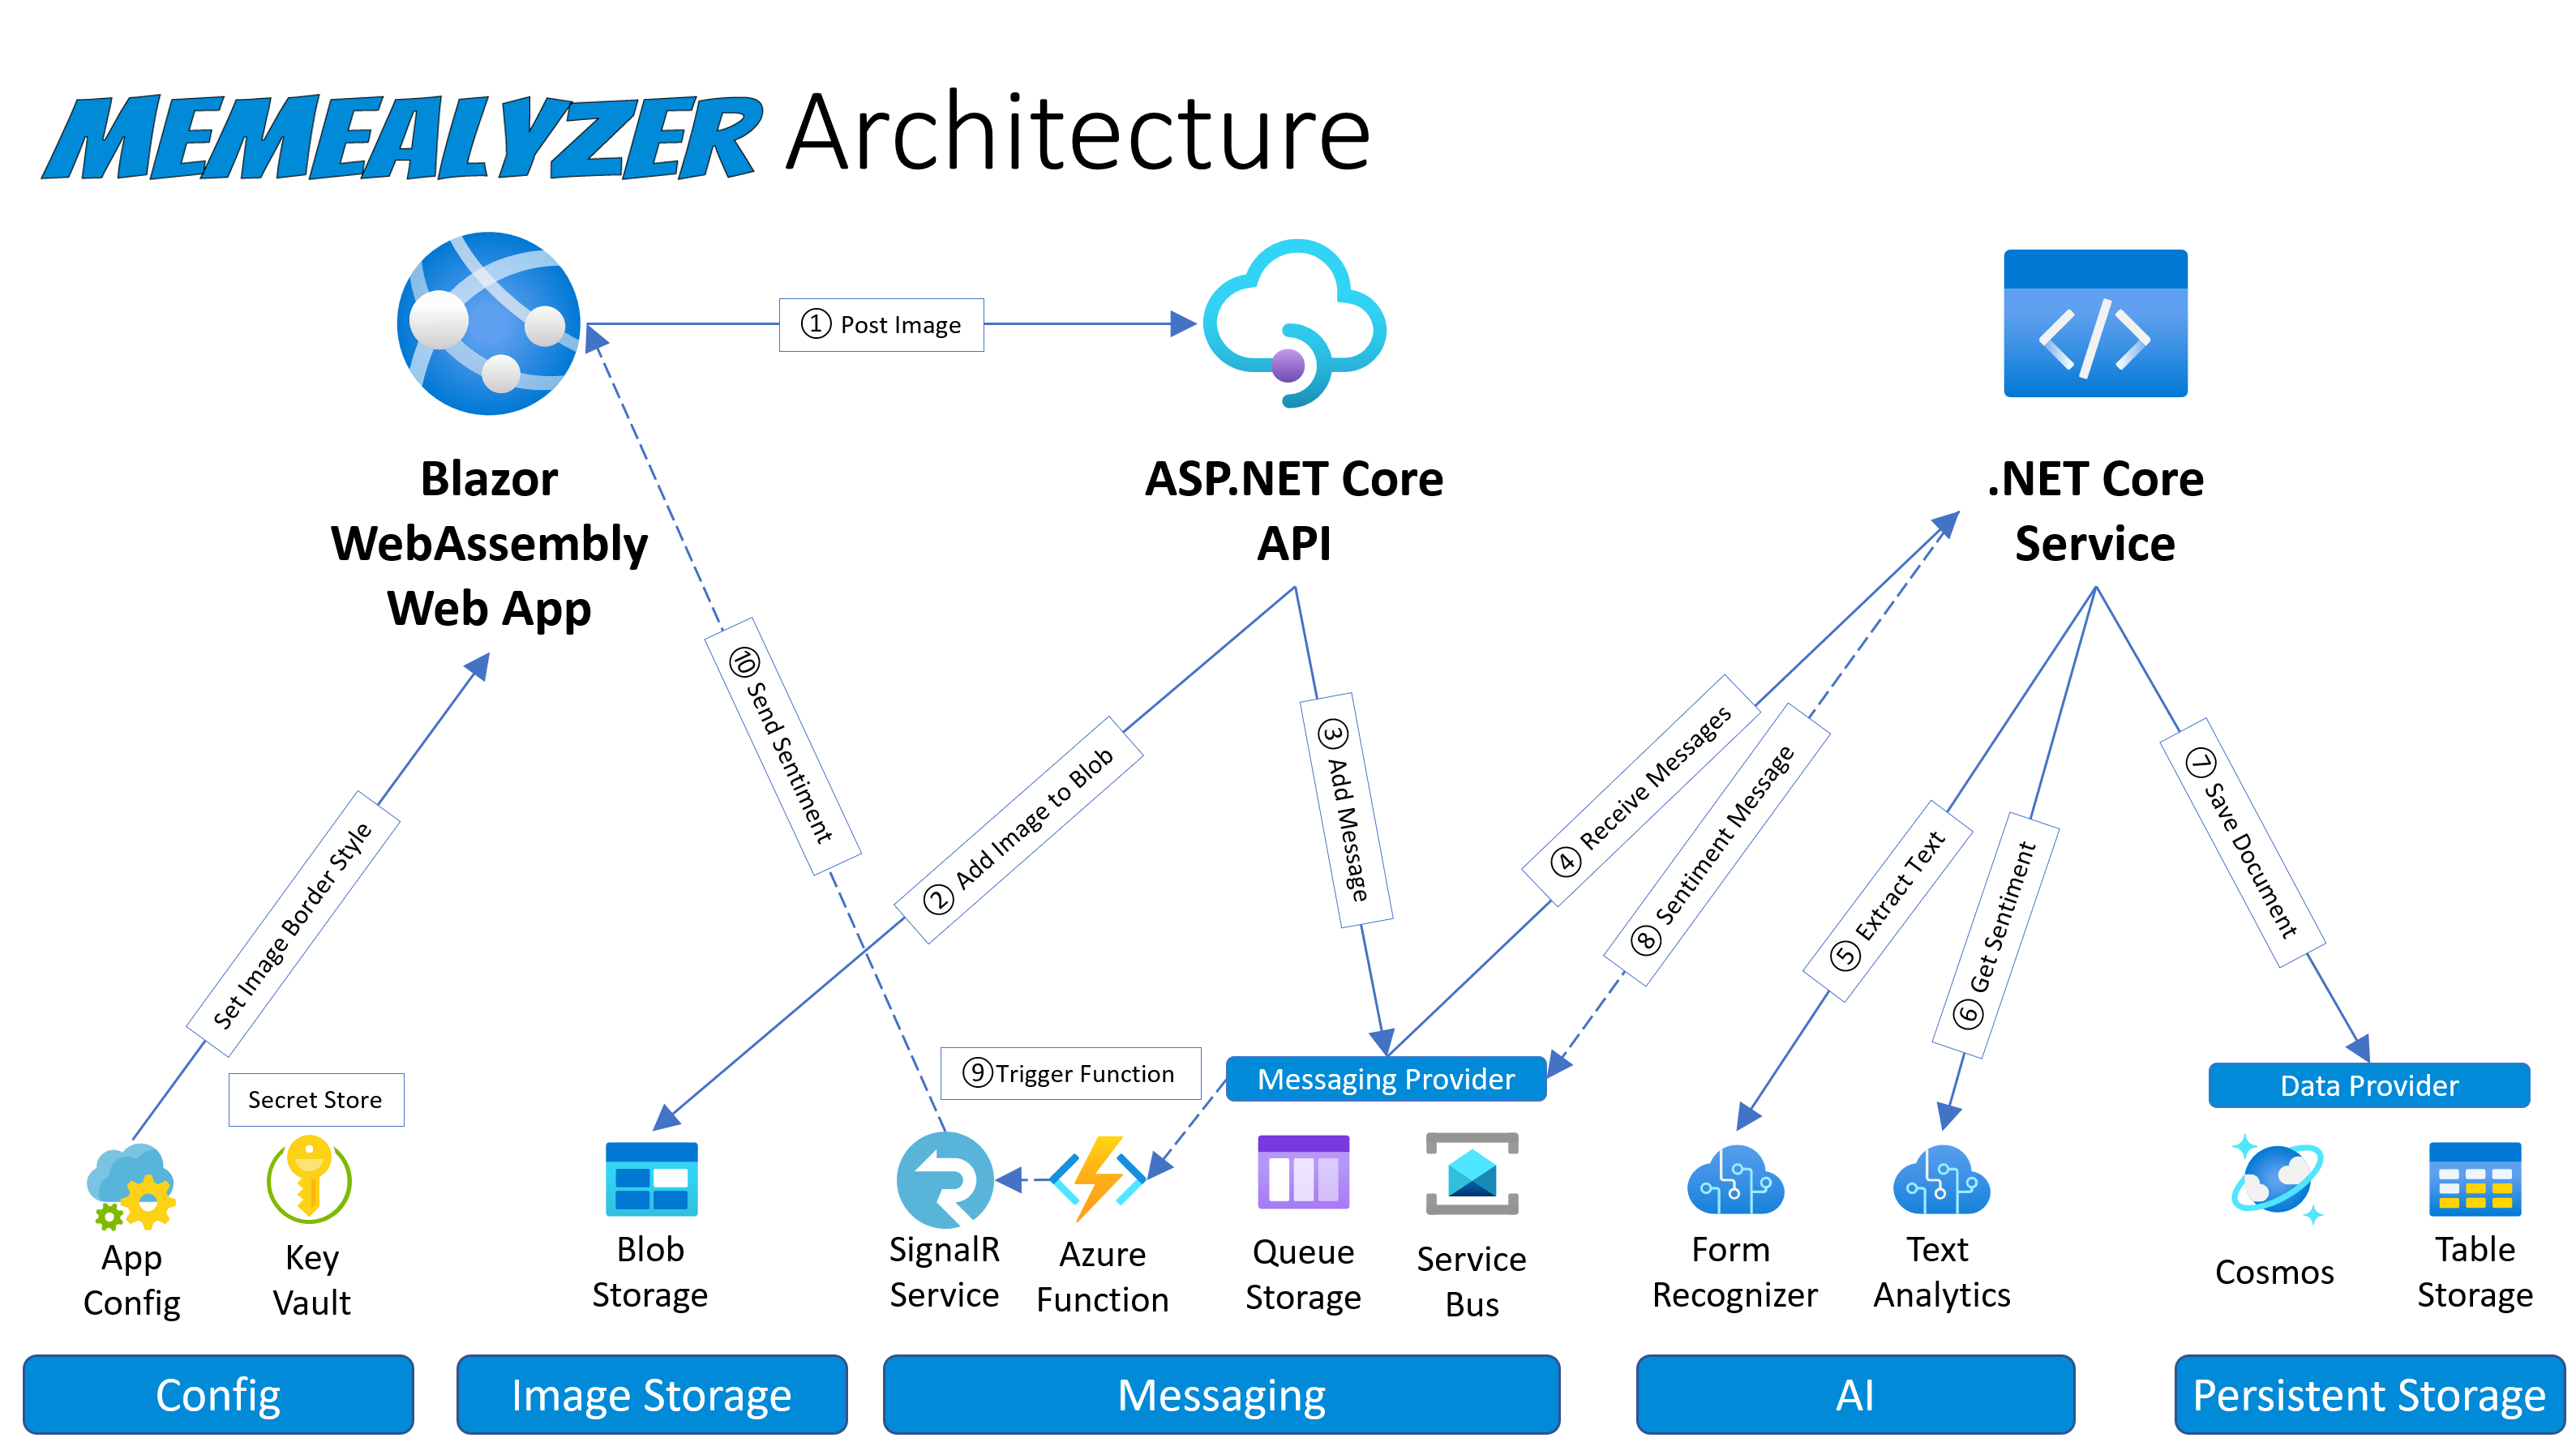 MEMEALYZER Architecture
① Post Image
Blazor
WebAssembly
Web App
ASP.NET Core
API
.NET Core
Service
Set Image Border Style
⑩ Send Sentiment
② Add Image to Blob
③ Add Message
④ Receive Messages
⑧ Sentiment Message
⑤ Extract Text
⑥ Get Sentiment
⑦ Save Document
Secret Store
⑨Trigger Function
Messaging Provider
Data Provider
App
Config
Key
Vault
Blob
Storage
SignalR
Service
Azure
Function
Queue
Storage
Service
Bus
Form
Recognizer
Text
Analytics
Cosmos
Table
Storage
Config
Image Storage
Messaging
AI
Persistent Storage